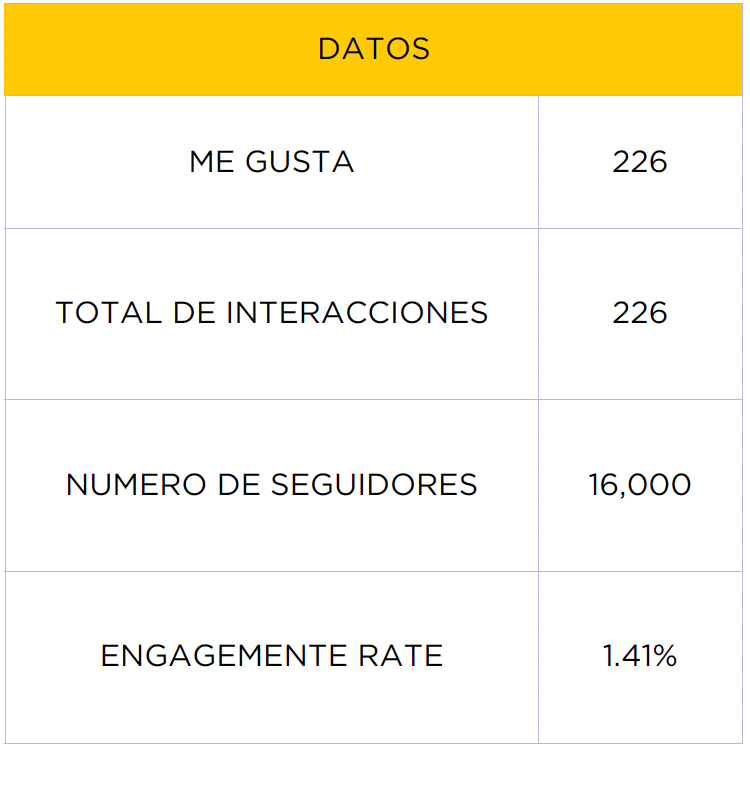 DATOS
ME GUSTA 226
TOTAL DE INTERACCIONES 226
NUMERO DE SEGUIDORES 16,000
ENGAGEMENTE RATE 1.41%